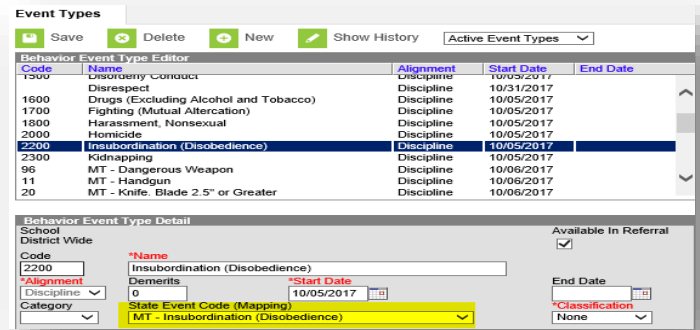 Event Types
Save Delete New Show History Active Event Types
Behavior Event Type Editor
Code Name Alignment Start Date End Date
1500 Disorderly Conduct Discipline 10/05/2017
Disrespect Discipline 10/31/2017
1600 Drugs (Excluding Alcohol and Tobacco) Discipline 10/05/2017
1700 Fighting (Mutual Altercation) Discipline 10/05/2017
1800 Harassment, Nonsexual Discipline 10/05/2017
2000 Homicide Discipline 10/05/2017
2200 Insubordination (Disobedience) Discipline 10/05/2017
2300 Kidnapping Discipline 10/05/2017
96 MT - Dangerous Weapon Discipline 10/06/2017
11 MT - Handgun Discipline 10/06/2017
20 MT - Knife. Blade 2.5" or Greater Discipline 10/06/2017
Behavior Event Type Detail
School Available In Referral
District Wide
Code *Name
2200 Insubordination (Disobedience)
*Alignment Demerits *Start Date End Date
Discipline 0 10/05/2017
Category State Event Code (Mapping) *Classification
MT - Insubordination (Disobedience) None